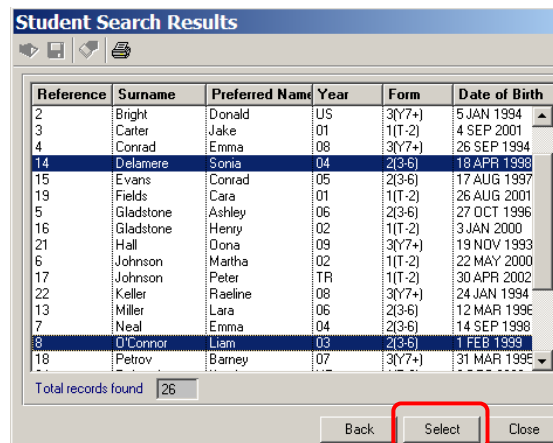 Student Search Results
Reference Surname Preferred Name Year Form Date of Birth
2 Bright Donald US 3(Y7+) 5 JAN 1994
3 Carter Jake 01 1(T-2) 4 SEP 2001
4 Conrad Emma 08 3(Y7+) 26 SEP 1994
14 Delamere Sonia 04 2(3-6) 18 APR 1998
15 Evans Conrad 05 2(3-6) 17 AUG 1997
19 Fields Cara 01 1(T-2) 26 AUG 2001
5 Gladstone Ashley 06 2(3-6) 27 OCT 1996
16 Gladstone Henry 02 1(T-2) 3 JAN 2000
21 Hall Oona 09 3(Y7+) 19 NOV 1993
6 Johnson Martha 02 1(T-2) 22 MAY 2000
17 Johnson Peter TR 1(T-2) 30 APR 2002
22 Keller Raeline 08 3(Y7+) 24 JAN 1994
13 Miller Lara 06 2(3-6) 12 MAR 1996
7 Neal Emma 04 2(3-6) 14 SEP 1998
8 O'Connor Liam 03 2(3-6) 1 FEB 1999
18 Petrov Barney 07 3(Y7+) 31 MAR 1995
Total records found 26
Back Select Close